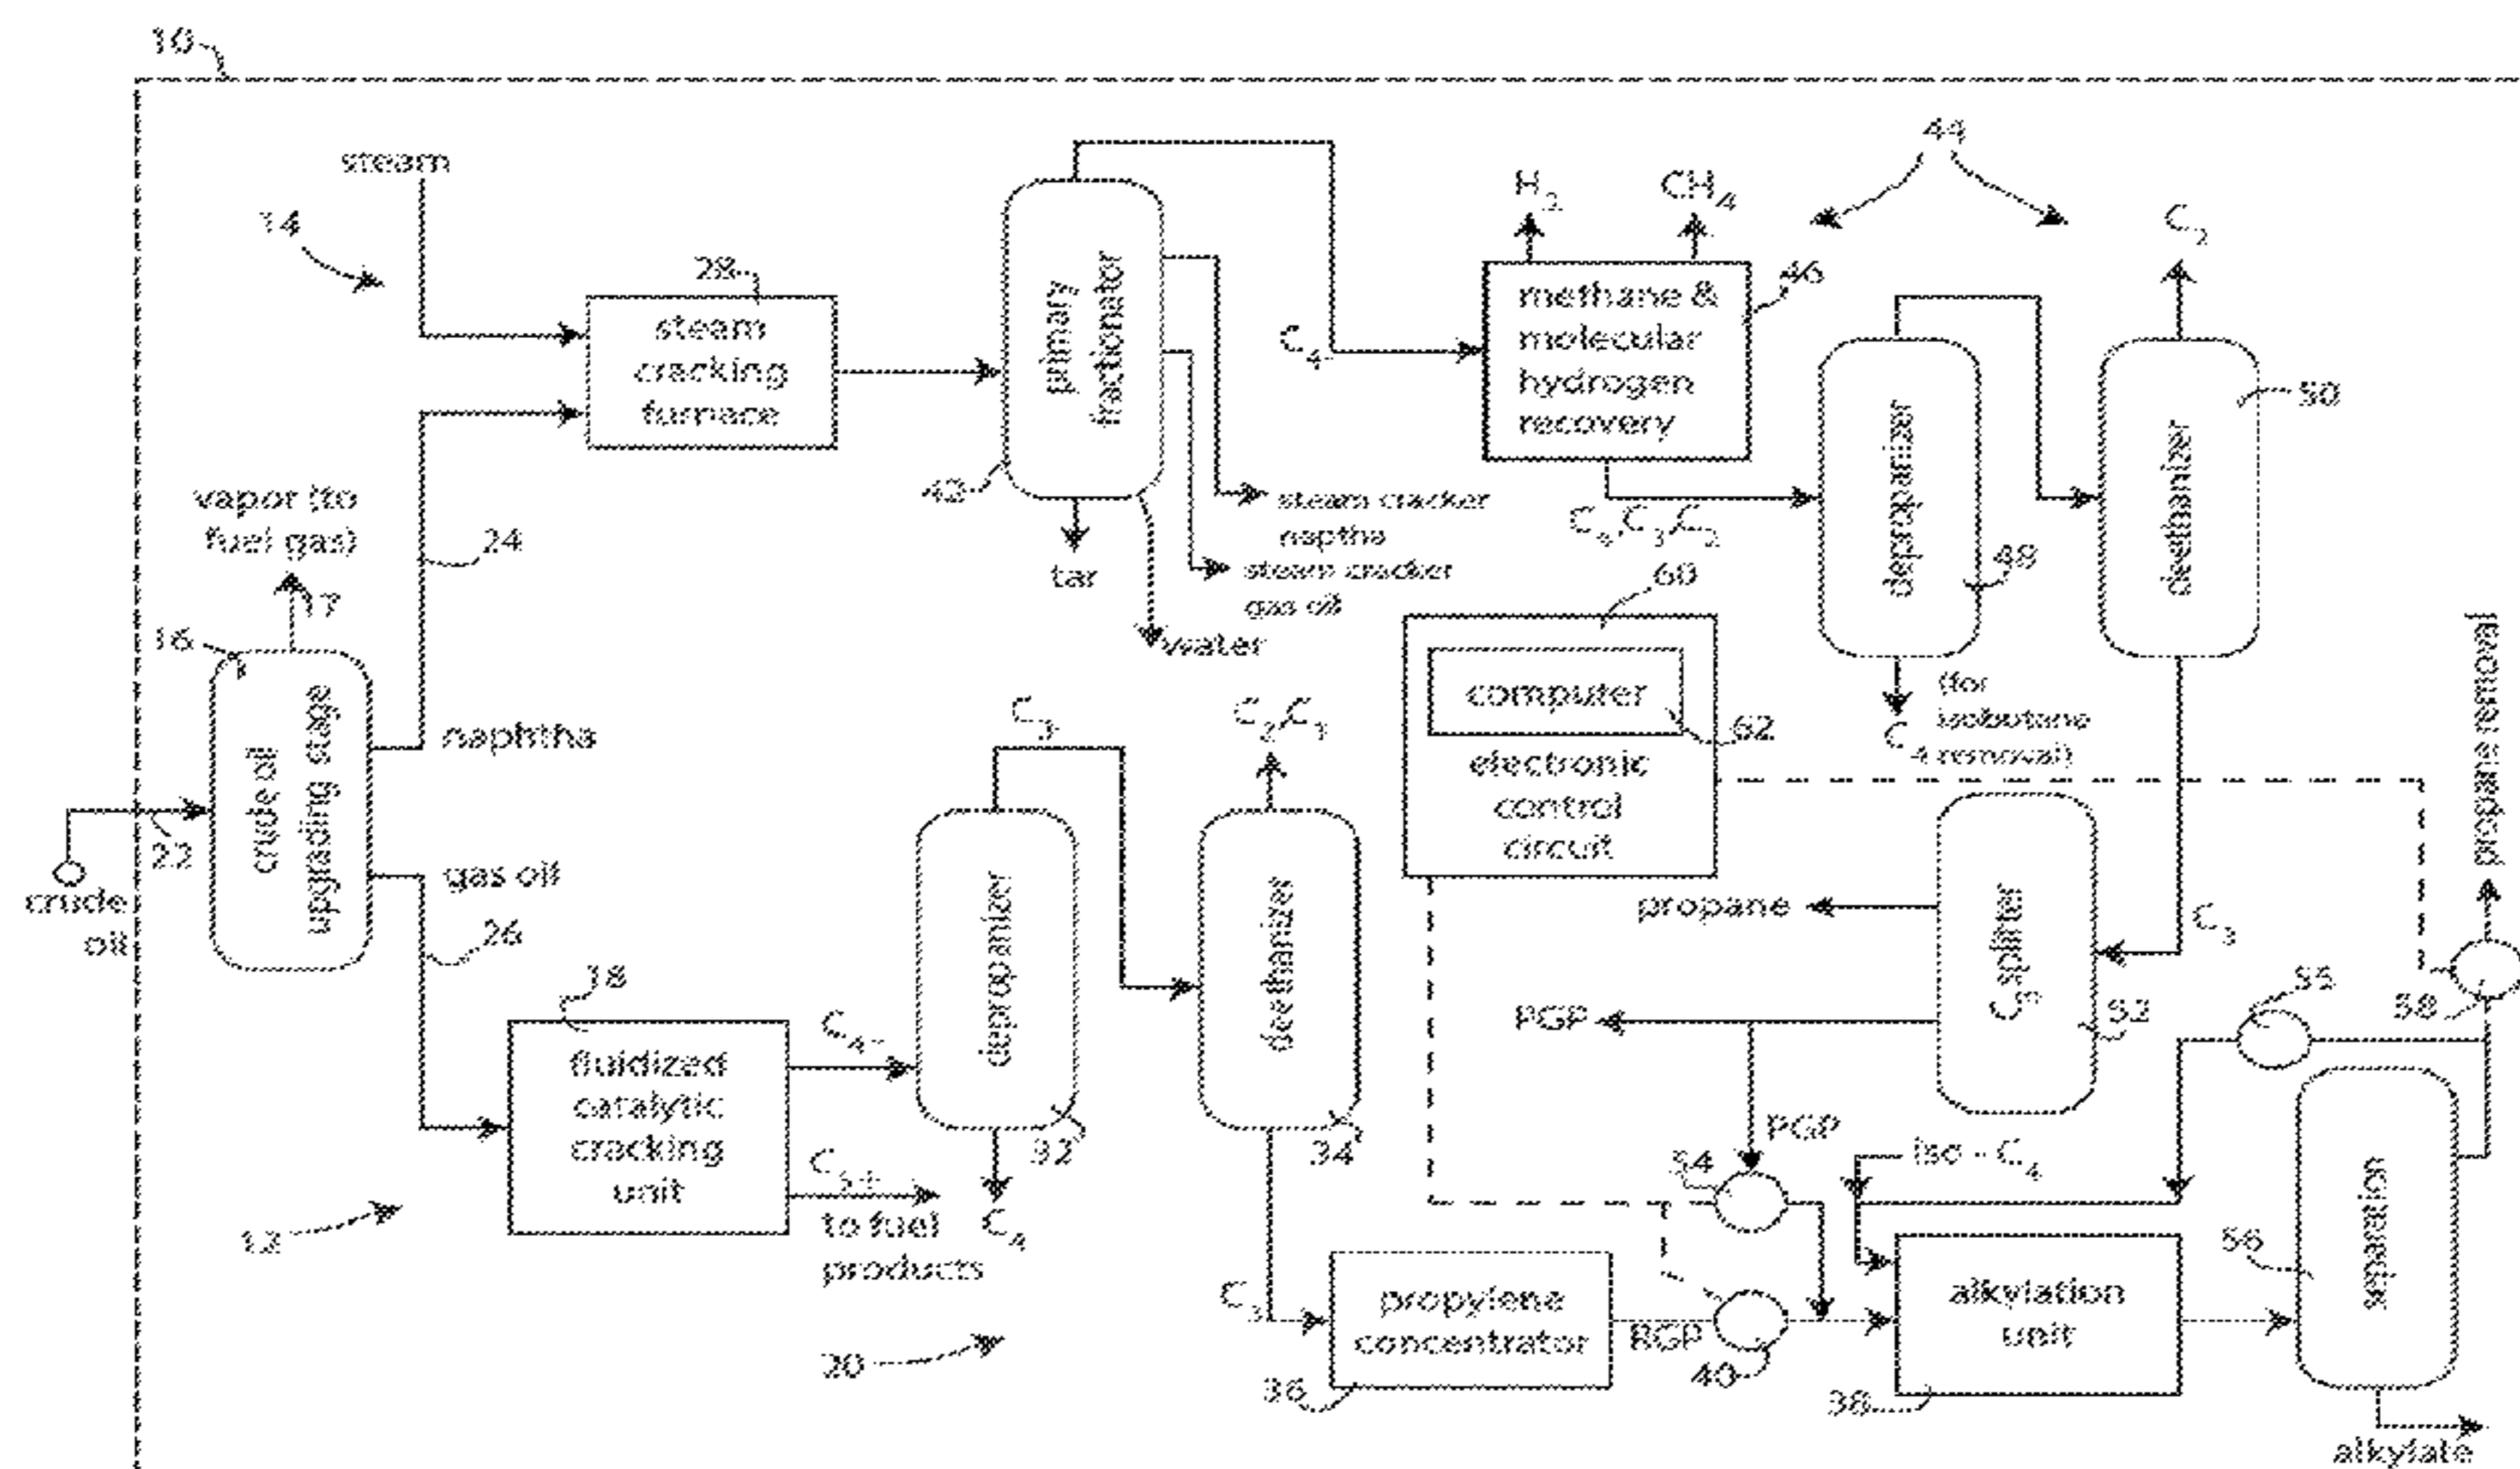 10
44
steam
H2
CH4
C2
14
28
46
steam
cracking
furnace
primary
fractionator
C4-
methane &
molecular
hydrogen
recovery
50
42
depropanizer
deethanizer
vapor (to
fuel gas)
24
steam cracker
naptha
C4,C3,C2
tar
steam cracker
gas oil
60
48
17
16
water
computer
62
(for
isobutane
removal)
C4
propane removal
crude oil
upgrading stage
naphtha
C3-
C2/C1
electronic
control
circuit
22
gas oil
depropanizer
deethanizer
C3 splitter
propane
C3
crude
oil
26
18
C4-
PGP
52
55
58
fluidized
catalytic
cracking
unit
C5+
32
34
54
PGP
iso - C4
12
to fuel
products
C4
56
separation
C3
propylene
concentrator
RGP
alkylation
unit
20
36
40
38
alkylate